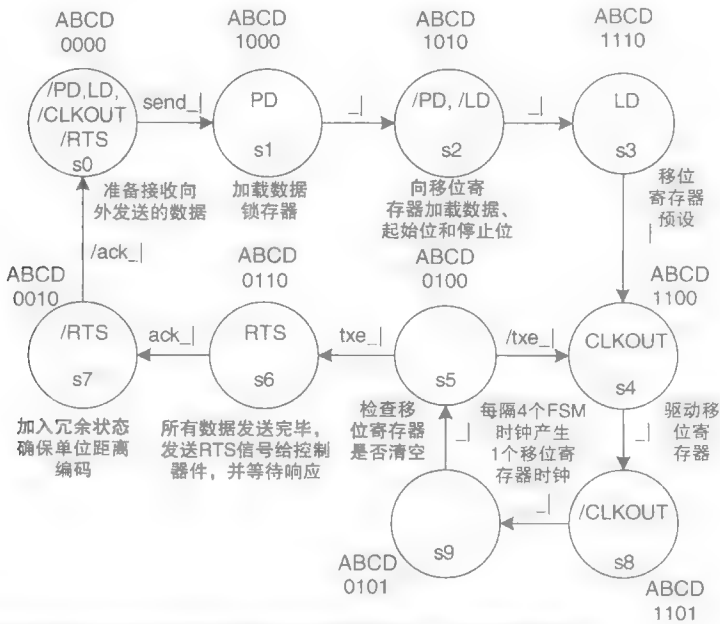 ABCD
0000
ABCD
1000
ABCD
1010
ABCD
1110
/PD,LD,
/CLKOUT
/RTS
s0
send_|
PD
s1
_|
/PD, /LD
s2
_|
LD
s3
准备接收向
外发送的数据
加载数据
锁存器
向移位寄
存器加载数据、
起始位和停止位
移位
寄存器
预设
_|
/ack_|
ABCD
0010
ABCD
0110
ABCD
0100
ABCD
1100
/RTS
s7
ack_|
RTS
s6
txe_|
s5
/txe_|
CLKOUT
s4
加入冗余状态
确保单位距离
编码
所有数据发送完毕，
发送RTS信号给控制
器件，并等待响应
检查移
位寄存器
是否清空
_|
每隔4个FSM
时钟产生
1个移位寄
存器时钟
_|
驱动移
位寄存
器
_|
s9
/CLKOUT
s8
ABCD
0101
ABCD
1101